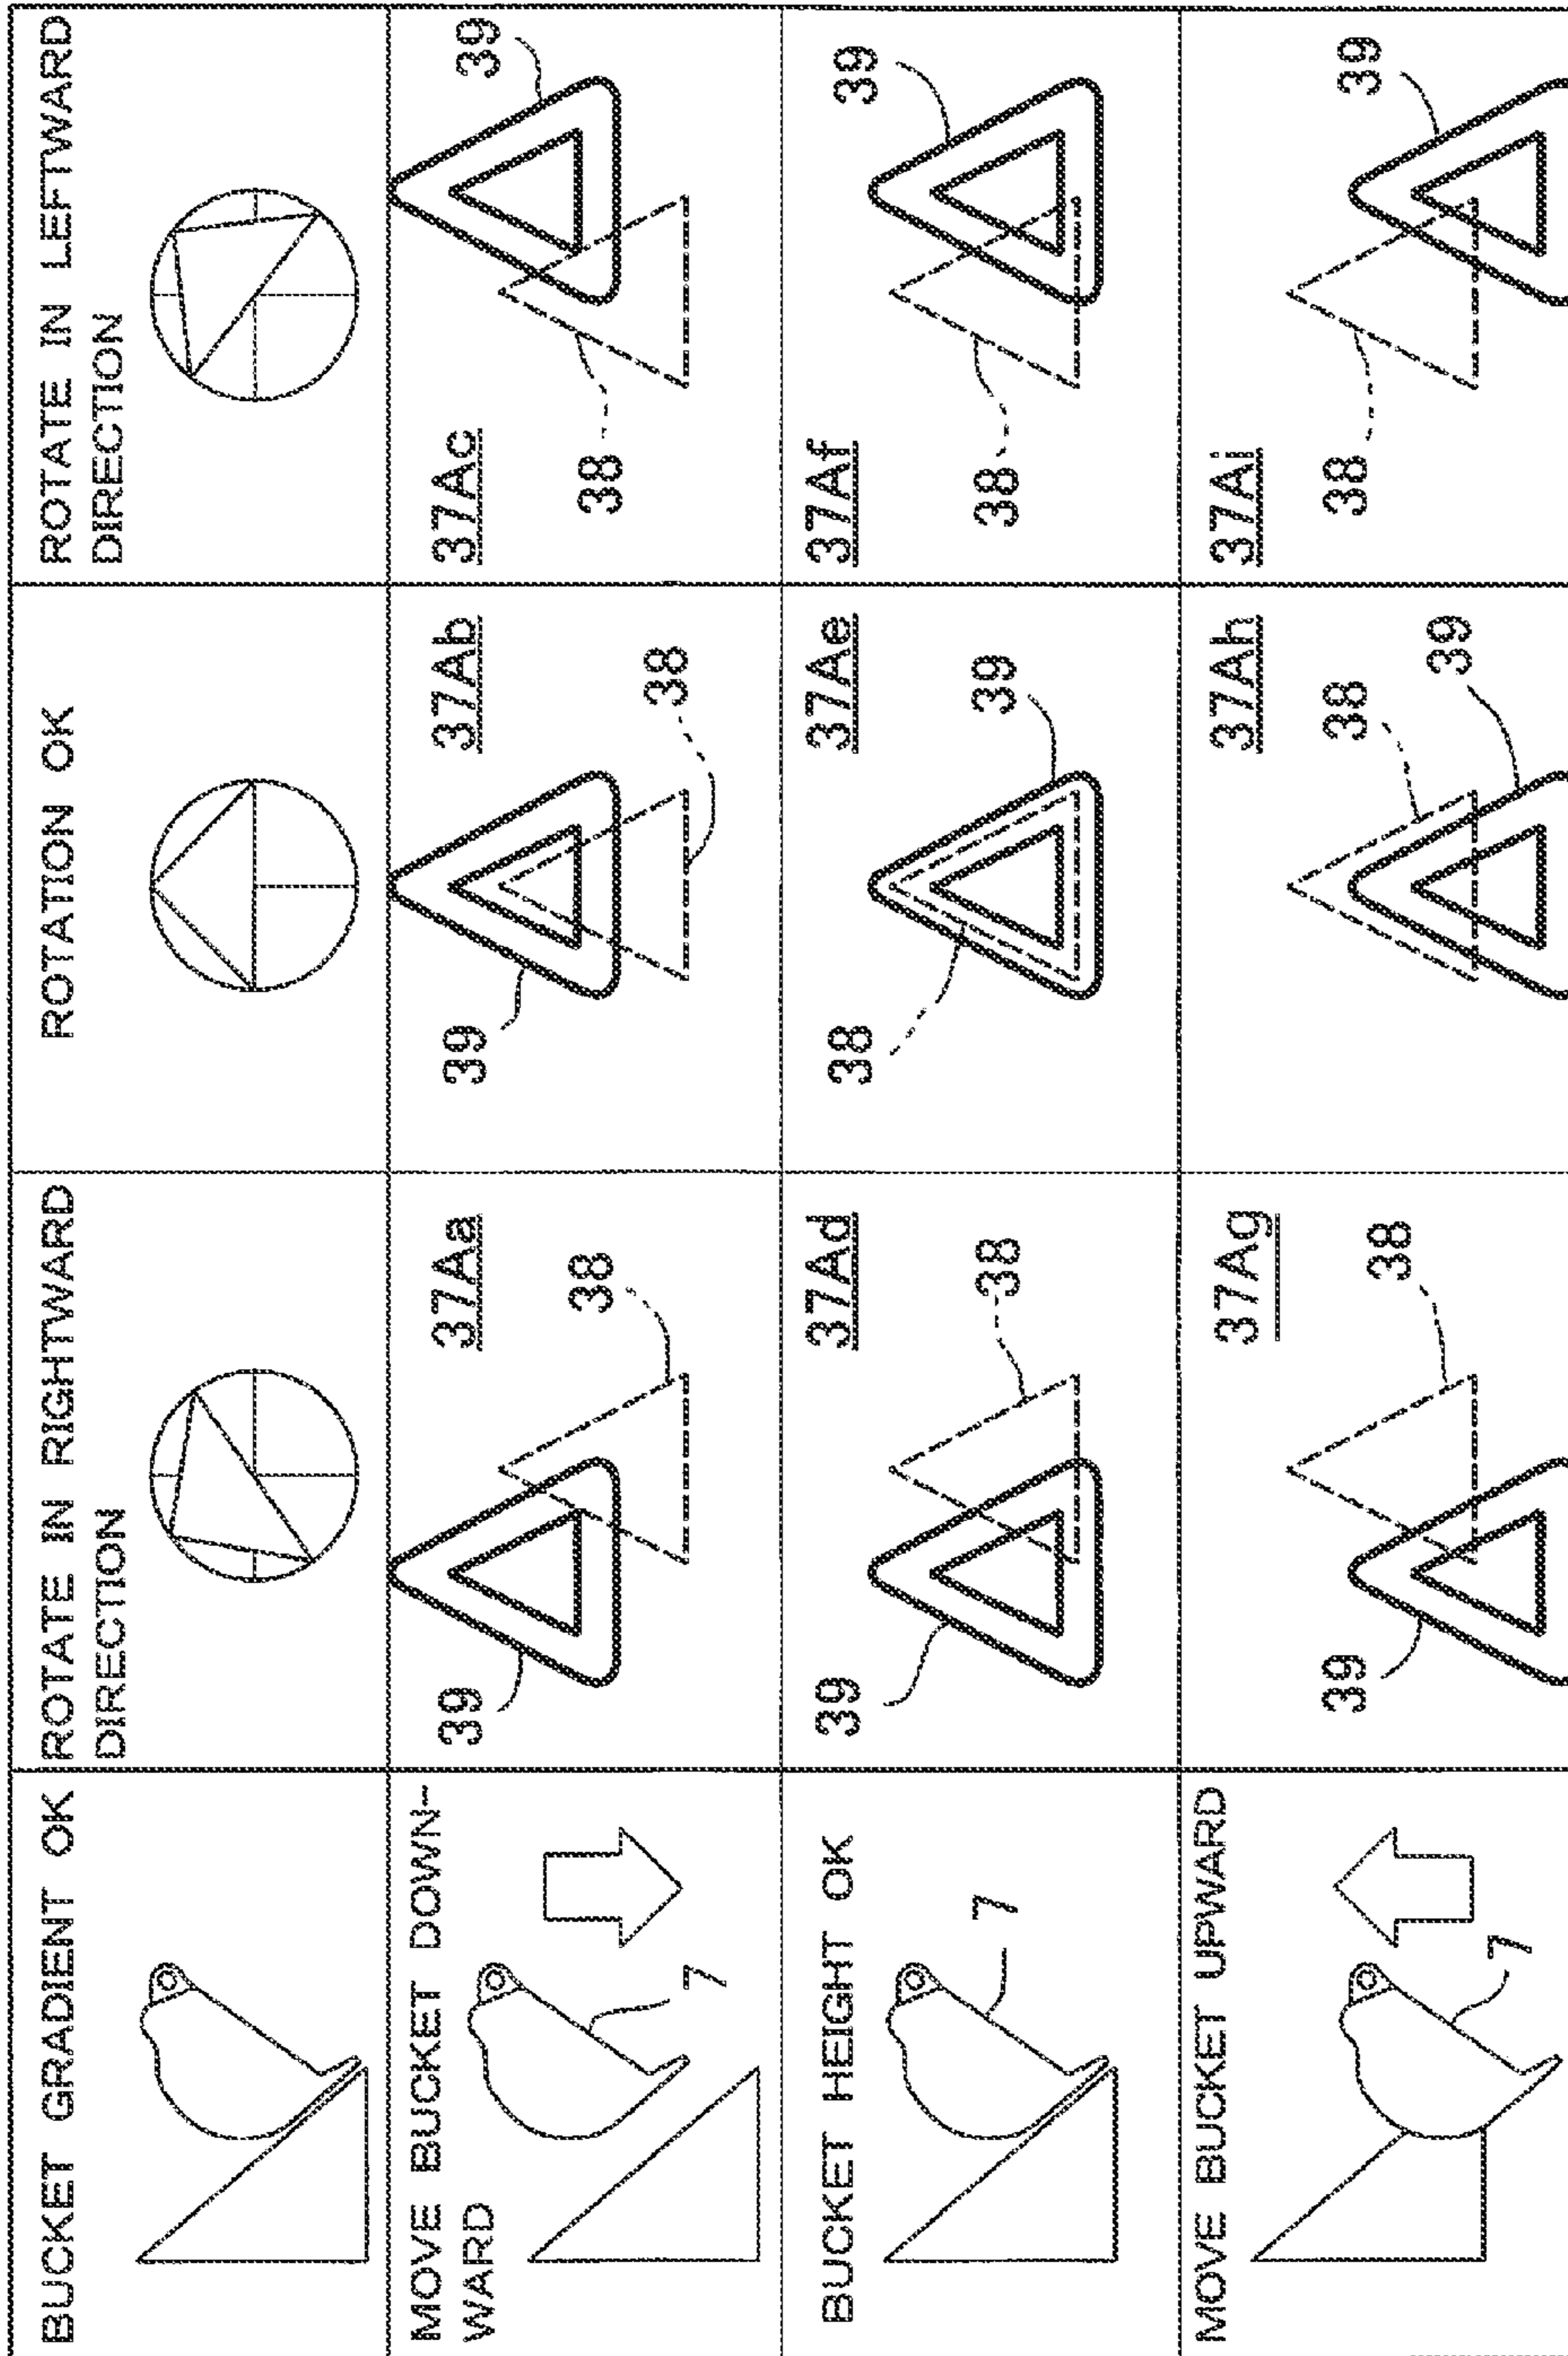 BUCKET GRADIENT OK
ROTATE IN RIGHTWARD
DIRECTION
ROTATION OK
ROTATE IN LEFTWARD
DIRECTION
MOVE BUCKET DOWN-
WARD
7
37Aa
39
38
37Ab
39
38
37Ac
39
38
BUCKET HEIGHT OK
7
37Ad
39
38
37Ae
38
39
37Af
39
38
MOVE BUCKET UPWARD
7
37Ag
39
38
37Ah
38
39
37Ai
39
38